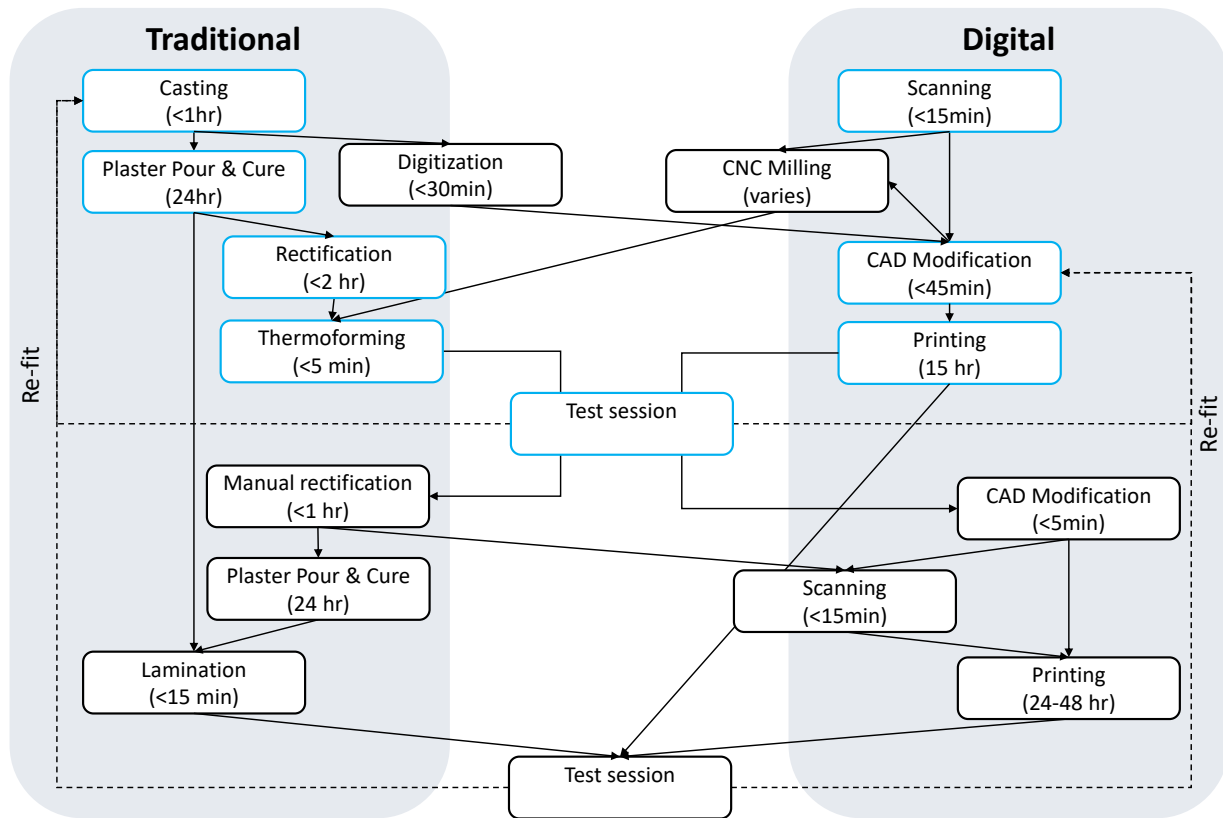 Traditional
Digital
Casting
(<1hr)
Scanning
(<15min)
Plaster Pour & Cure
(24hr)
Digitization
(<30min)
CNC Milling
(varies)
Rectification
(<2 hr)
CAD Modification
(<45min)
Thermoforming
(<5 min)
Printing
(15 hr)
Re-fit
Test session
Re-fit
Manual rectification
(<1 hr)
CAD Modification
(<5min)
Plaster Pour & Cure
(24 hr)
Scanning
(<15min)
Lamination
(<15 min)
Printing
(24-48 hr)
Test session